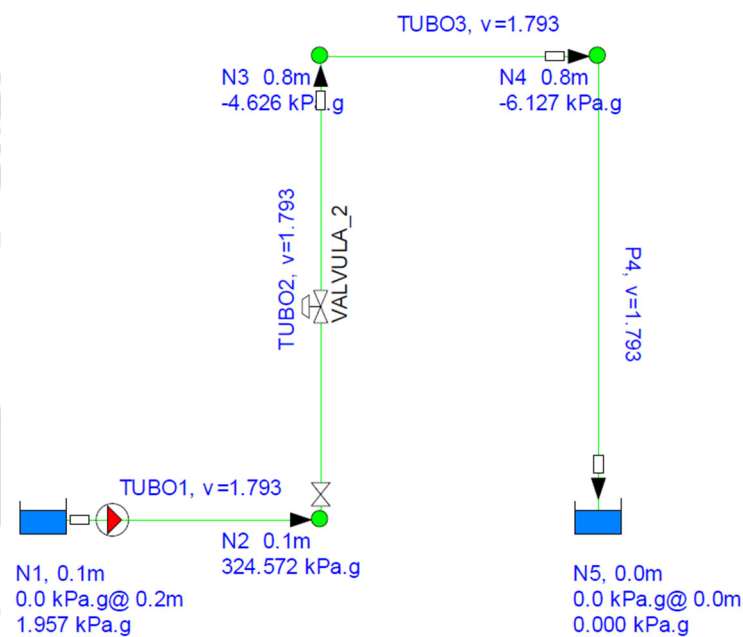 TUBO3, v=1.793
N3 0.8m
-4.626 kPa.g
N4 0.8m
-6.127 kPa.g
TUBO2, v=1.793
VALVULA_2
P4, v=1.793
TUBO1, v=1.793
N2 0.1m
324.572 kPa.g
N1, 0.1m
0.0 kPa.g@ 0.2m
1.957 kPa.g
N5, 0.0m
0.0 kPa.g@ 0.0m
0.000 kPa.g